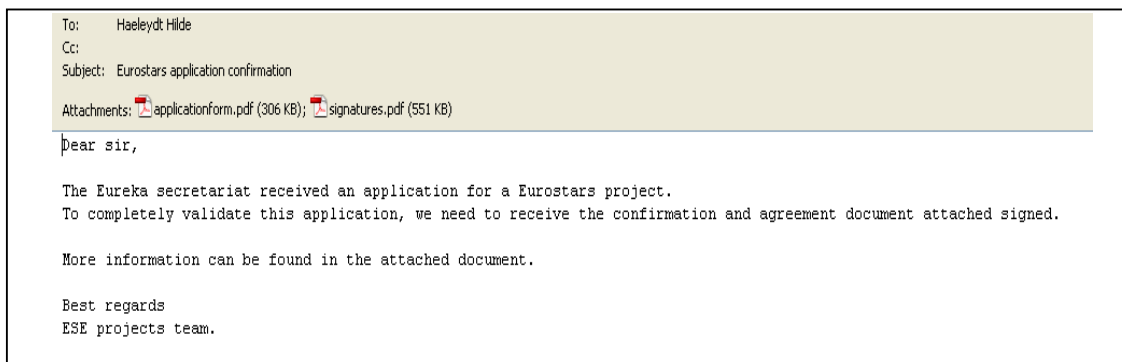 To: Haeleydt Hilde
Cc:
Subject: Eurostars application confirmation
Attachments: applicationform.pdf (306 KB); signatures.pdf (551 KB)
Dear sir,
The Eureka secretariat received an application for a Eurostars project.
To completely validate this application, we need to receive the confirmation and agreement document attached signed.
More information can be found in the attached document.
Best regards
ESE projects team.